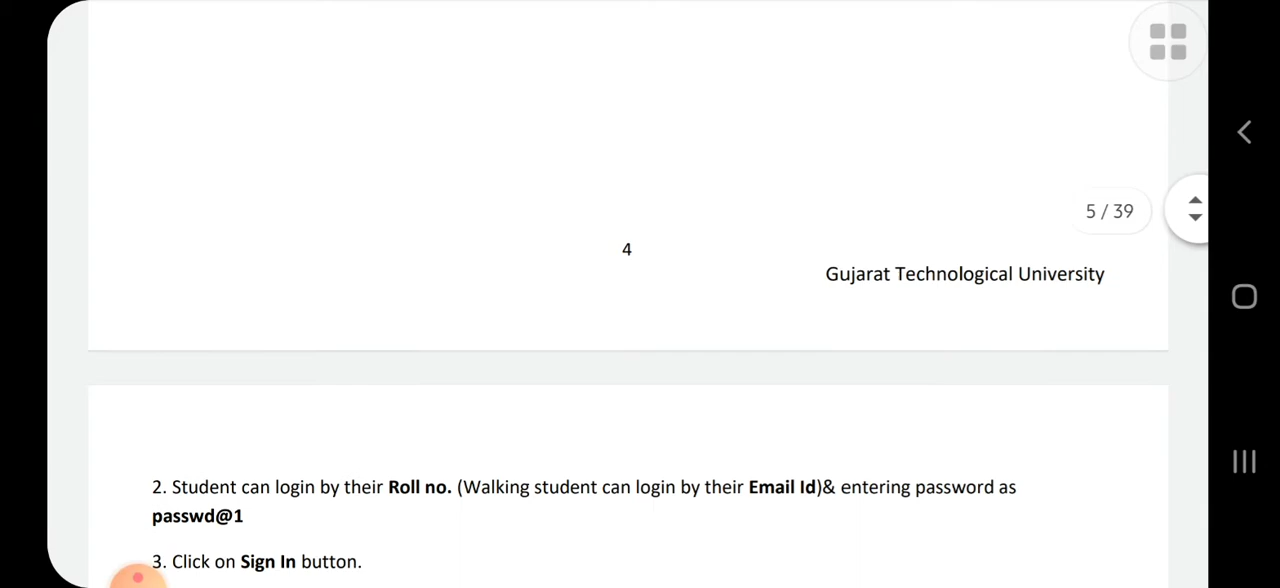 5 / 39
4
Gujarat Technological University
2. Student can login by their Roll no. (Walking student can login by their Email Id)& entering password as
passwd@1
3. Click on Sign In button.